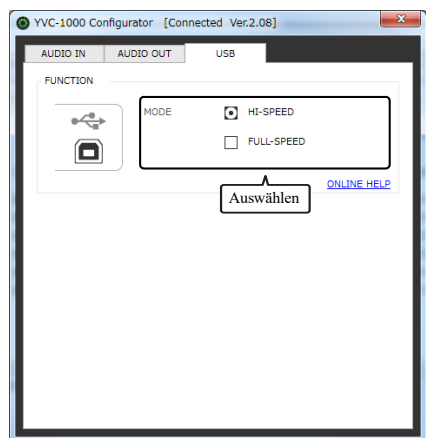 YVC-1000 Configurator [Connected Ver.2.08]
AUDIO IN AUDIO OUT USB
FUNCTION
MODE HI-SPEED
FULL-SPEED
ONLINE HELP
Auswählen